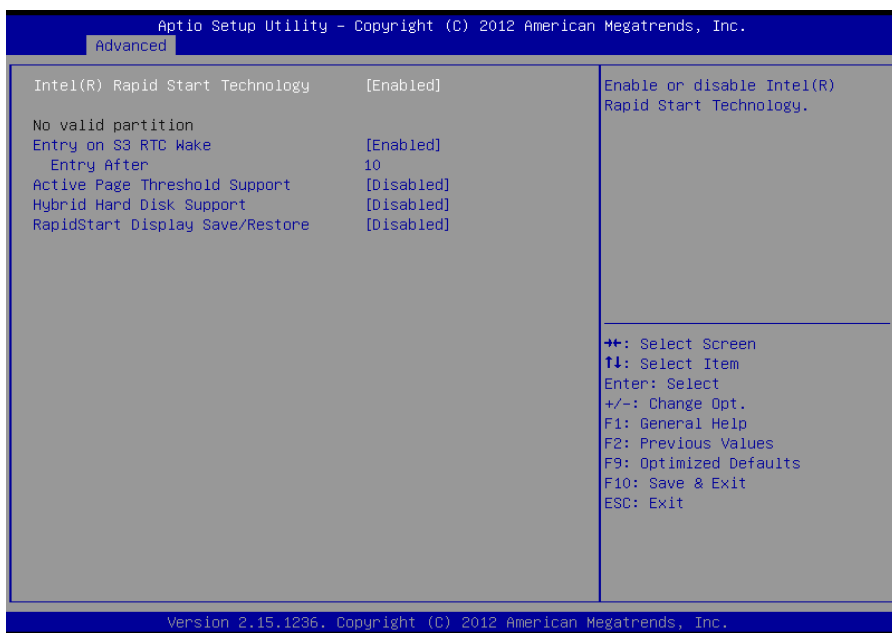 Aptio Setup Utility – Copyright (C) 2012 American Megatrends, Inc.
Advanced
Intel(R) Rapid Start Technology [Enabled]
No valid partition
Entry on S3 RTC Wake [Enabled]
Entry After 10
Active Page Threshold Support [Disabled]
Hybrid Hard Disk Support [Disabled]
RapidStart Display Save/Restore [Disabled]
Enable or disable Intel(R)
Rapid Start Technology.
→←: Select Screen
↑↓: Select Item
Enter: Select
+/-: Change Opt.
F1: General Help
F2: Previous Values
F9: Optimized Defaults
F10: Save & Exit
ESC: Exit
Version 2.15.1236. Copyright (C) 2012 American Megatrends, Inc.